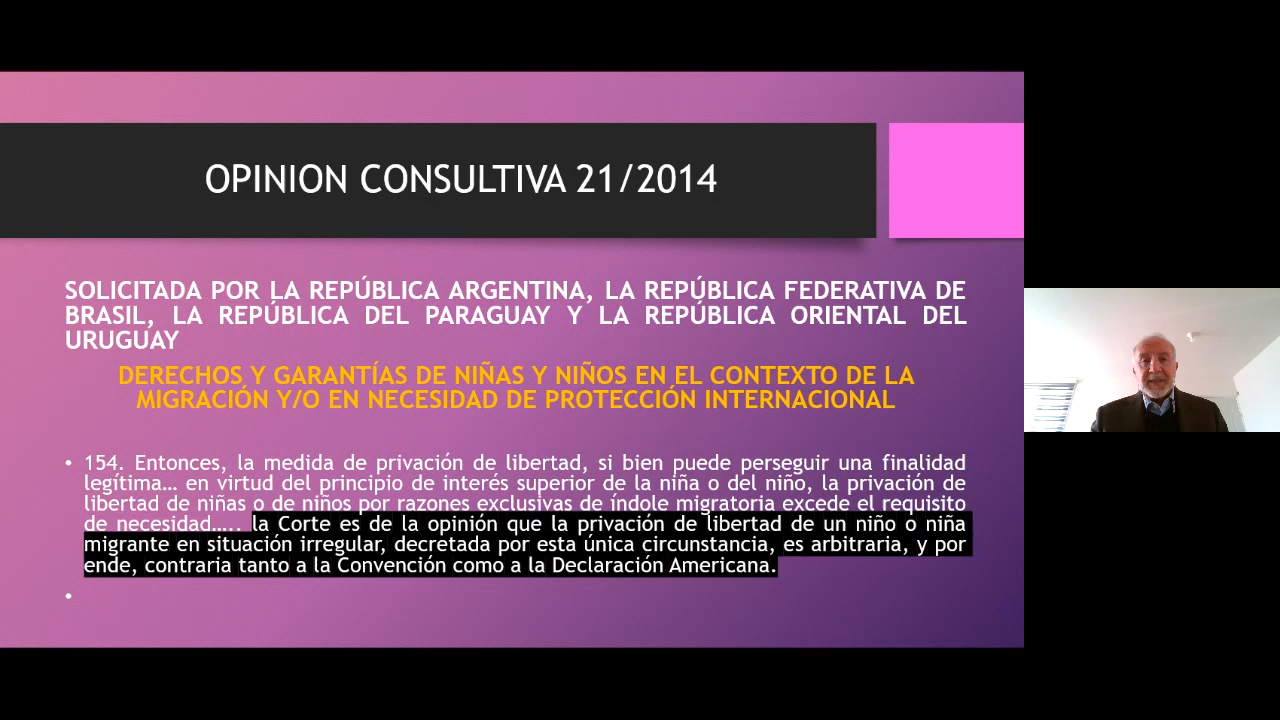 OPINION CONSULTIVA 21/2014
SOLICITADA POR LA REPÚBLICA ARGENTINA, LA REPÚBLICA FEDERATIVA DE
BRASIL, LA REPÚBLICA DEL PARAGUAY Y LA REPÚBLICA ORIENTAL DEL
URUGUAY
DERECHOS Y GARANTÍAS DE NIÑAS Y NIÑOS EN EL CONTEXTO DE LA
MIGRACIÓN Y/O EN NECESIDAD DE PROTECCIÓN INTERNACIONAL
• 154. Entonces, la medida de privación de libertad, si bien puede perseguir una finalidad
legítima… en virtud del principio de interés superior de la niña o del niño, la privación de
libertad de niñas o de niños por razones exclusivas de índole migratoria excede el requisito
de necesidad….. la Corte es de la opinión que la privación de libertad de un niño o niña
migrante en situación irregular, decretada por esta única circunstancia, es arbitraria, y por
ende, contraria tanto a la Convención como a la Declaración Americana.
•